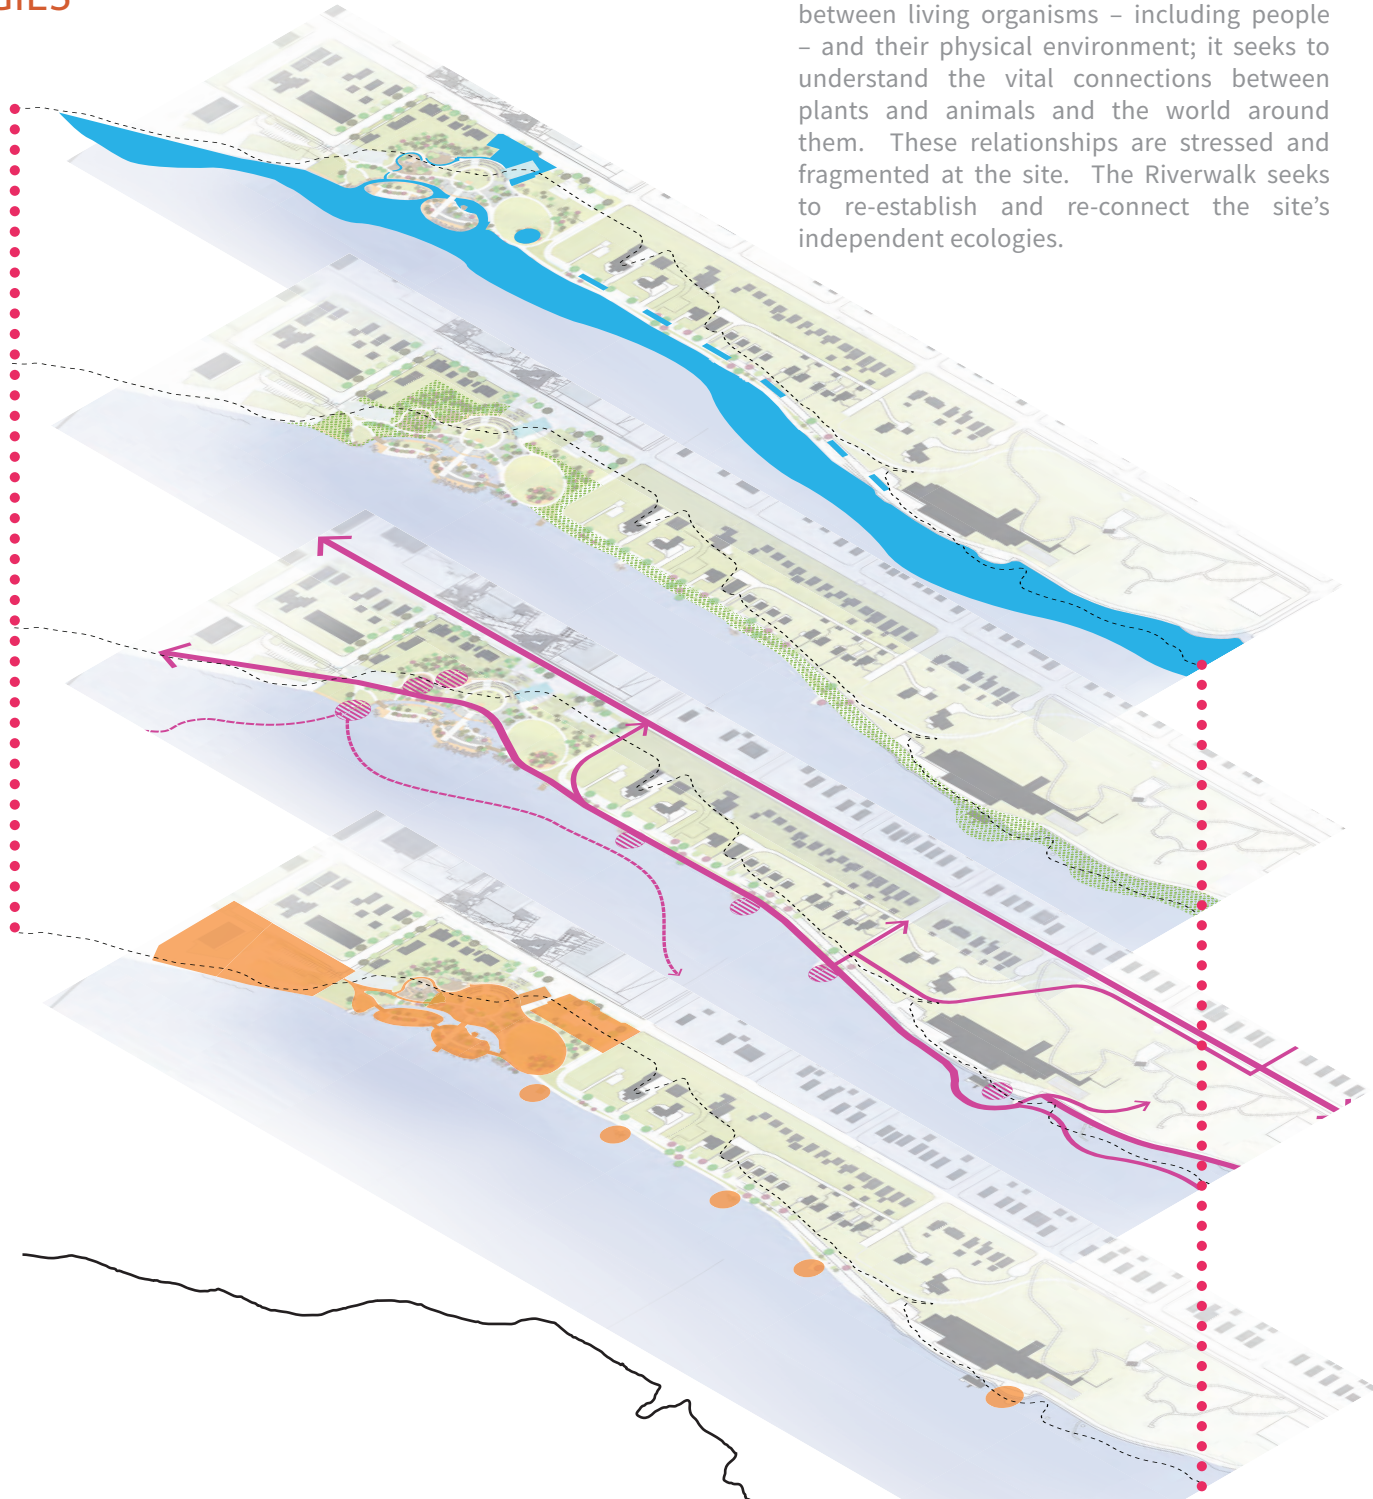 GIES
between living organisms – including people
– and their physical environment; it seeks to
understand the vital connections between
plants and animals and the world around
them. These relationships are stressed and
fragmented at the site. The Riverwalk seeks
to re-establish and re-connect the site's
independent ecologies.